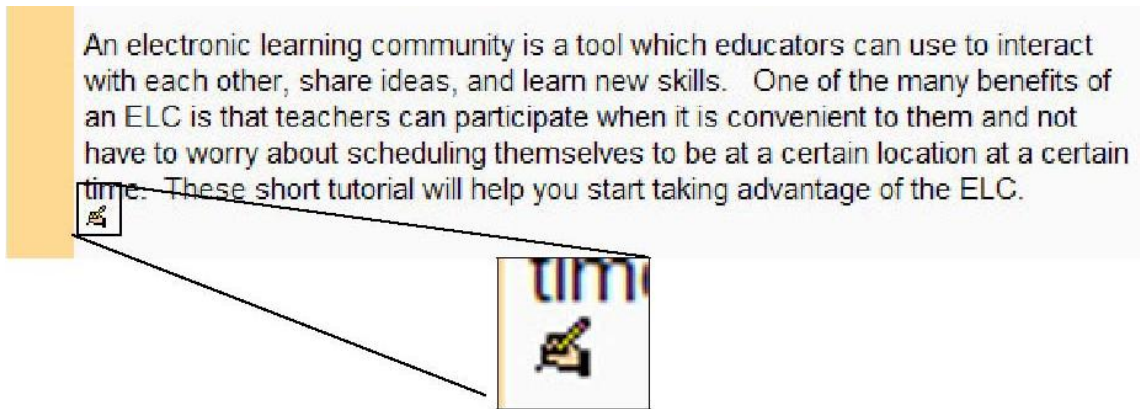 An electronic learning community is a tool which educators can use to interact
with each other, share ideas, and learn new skills. One of the many benefits of
an ELC is that teachers can participate when it is convenient to them and not
have to worry about scheduling themselves to be at a certain location at a certain
time. These short tutorial will help you start taking advantage of the ELC.
time